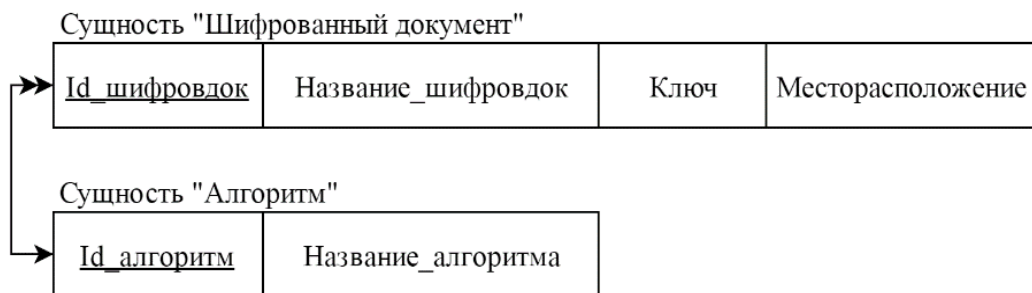 Сущность "Шифрованный документ"
Id_шифровдок Название_шифровдок Ключ Месторасположение
Сущность "Алгоритм"
Id_алгоритм Название_алгоритма